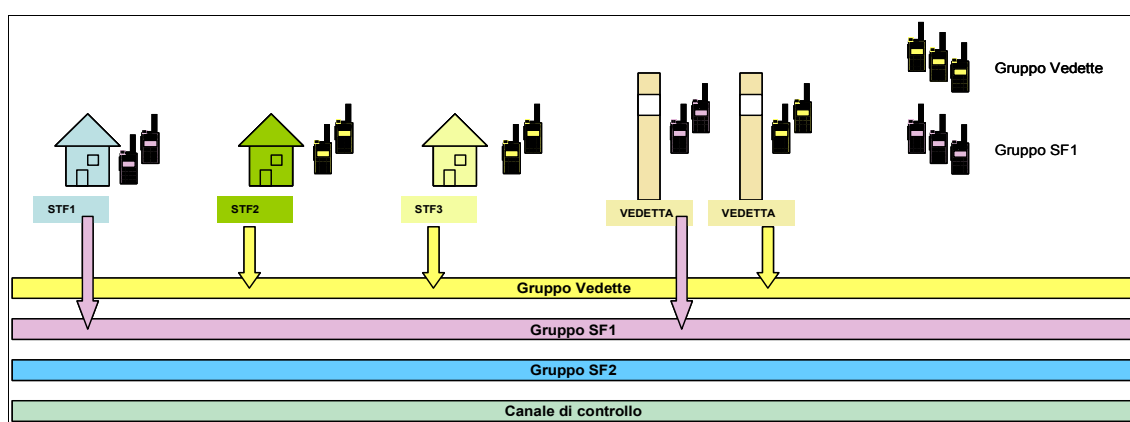 Gruppo Vedette
Gruppo SF1
STF1
STF2
STF3
VEDETTA
VEDETTA
Gruppo Vedette
Gruppo SF1
Gruppo SF2
Canale di controllo